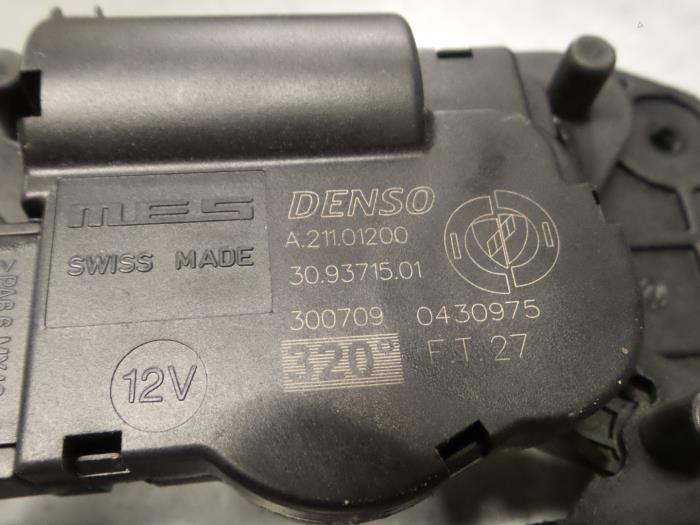 MES
SWISS MADE
DENSO
A.211.01200
30.93715.01
300709 0430975
320° F.T.27
12V